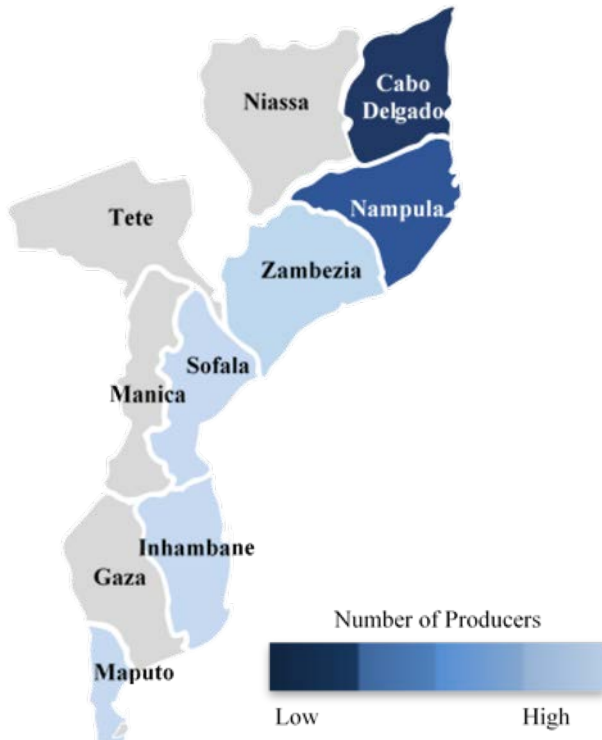 Cabo
Delgado
Niassa
Nampula
Tete
Zambezia
Sofala
Manica
Inhambane
Gaza
Number of Producers
Maputo
Low High